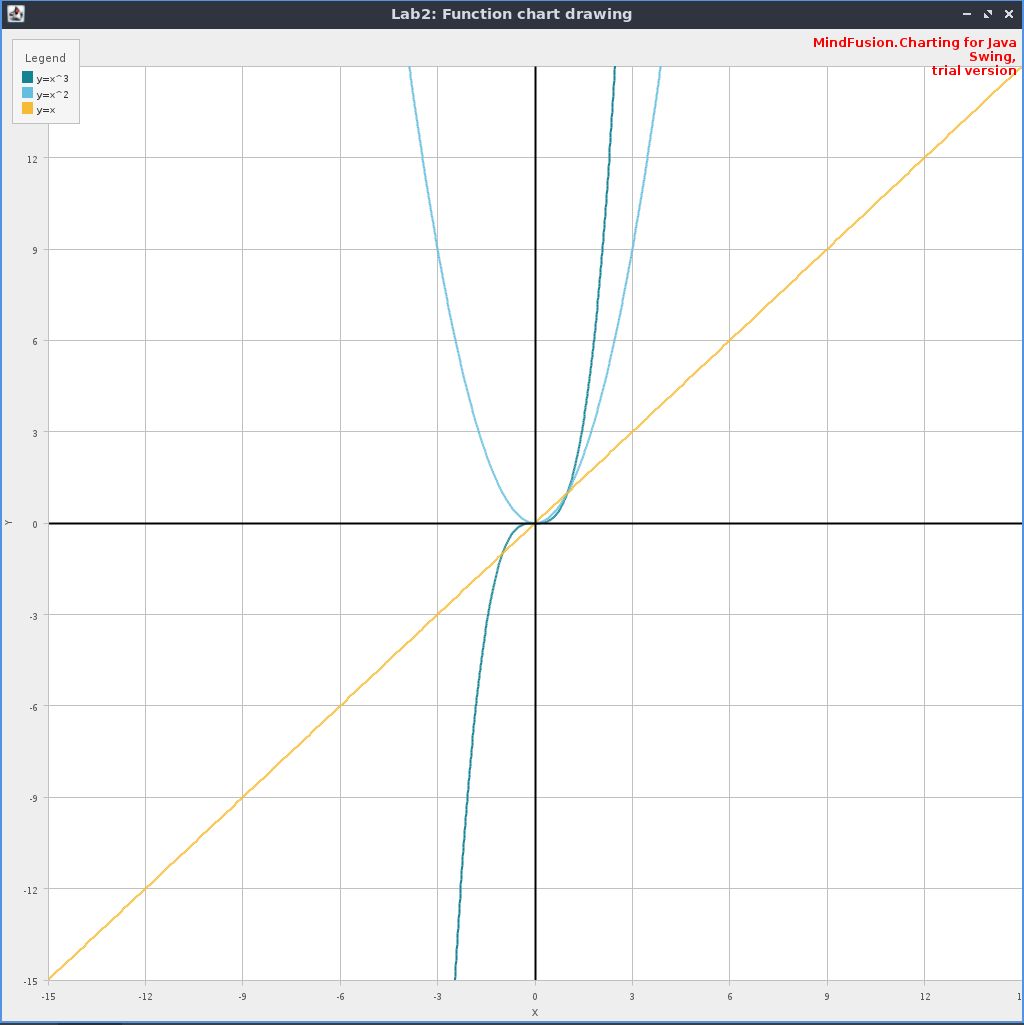 Lab2: Function chart drawing
MindFusion.Charting for Java
Swing,
trial version
Legend
y=x^3
y=x^2
y=x
12
9
6
3
0
-3
-6
-9
-12
-15
Y
-15 -12 -9 -6 -3 0 3 6 9 12
X